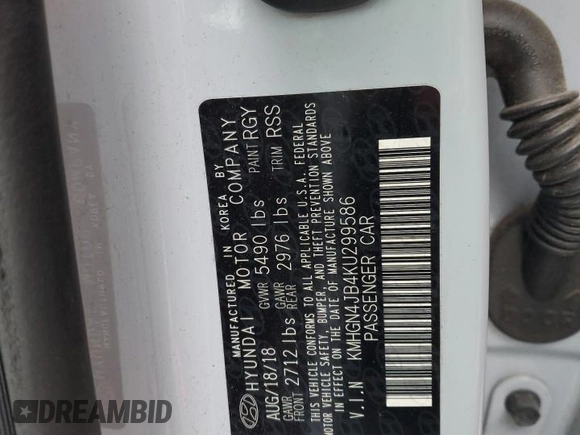 MANUFACTURED IN KOREA BY
HYUNDAI MOTOR COMPANY
AUG/18/18 GVWR 5490 lbs PAINT RGY
GAWR FRONT 2712 lbs GAWR REAR 2976 lbs TRIM RSS
THIS VEHICLE CONFORMS TO ALL APPLICABLE U.S.A. FEDERAL
MOTOR VEHICLE SAFETY, BUMPER, AND THEFT PREVENTION STANDARDS
IN EFFECT ON THE DATE OF MANUFACTURE SHOWN ABOVE
V.I.N KMHGN4JB4KU299586
PASSENGER CAR
DREAMBID